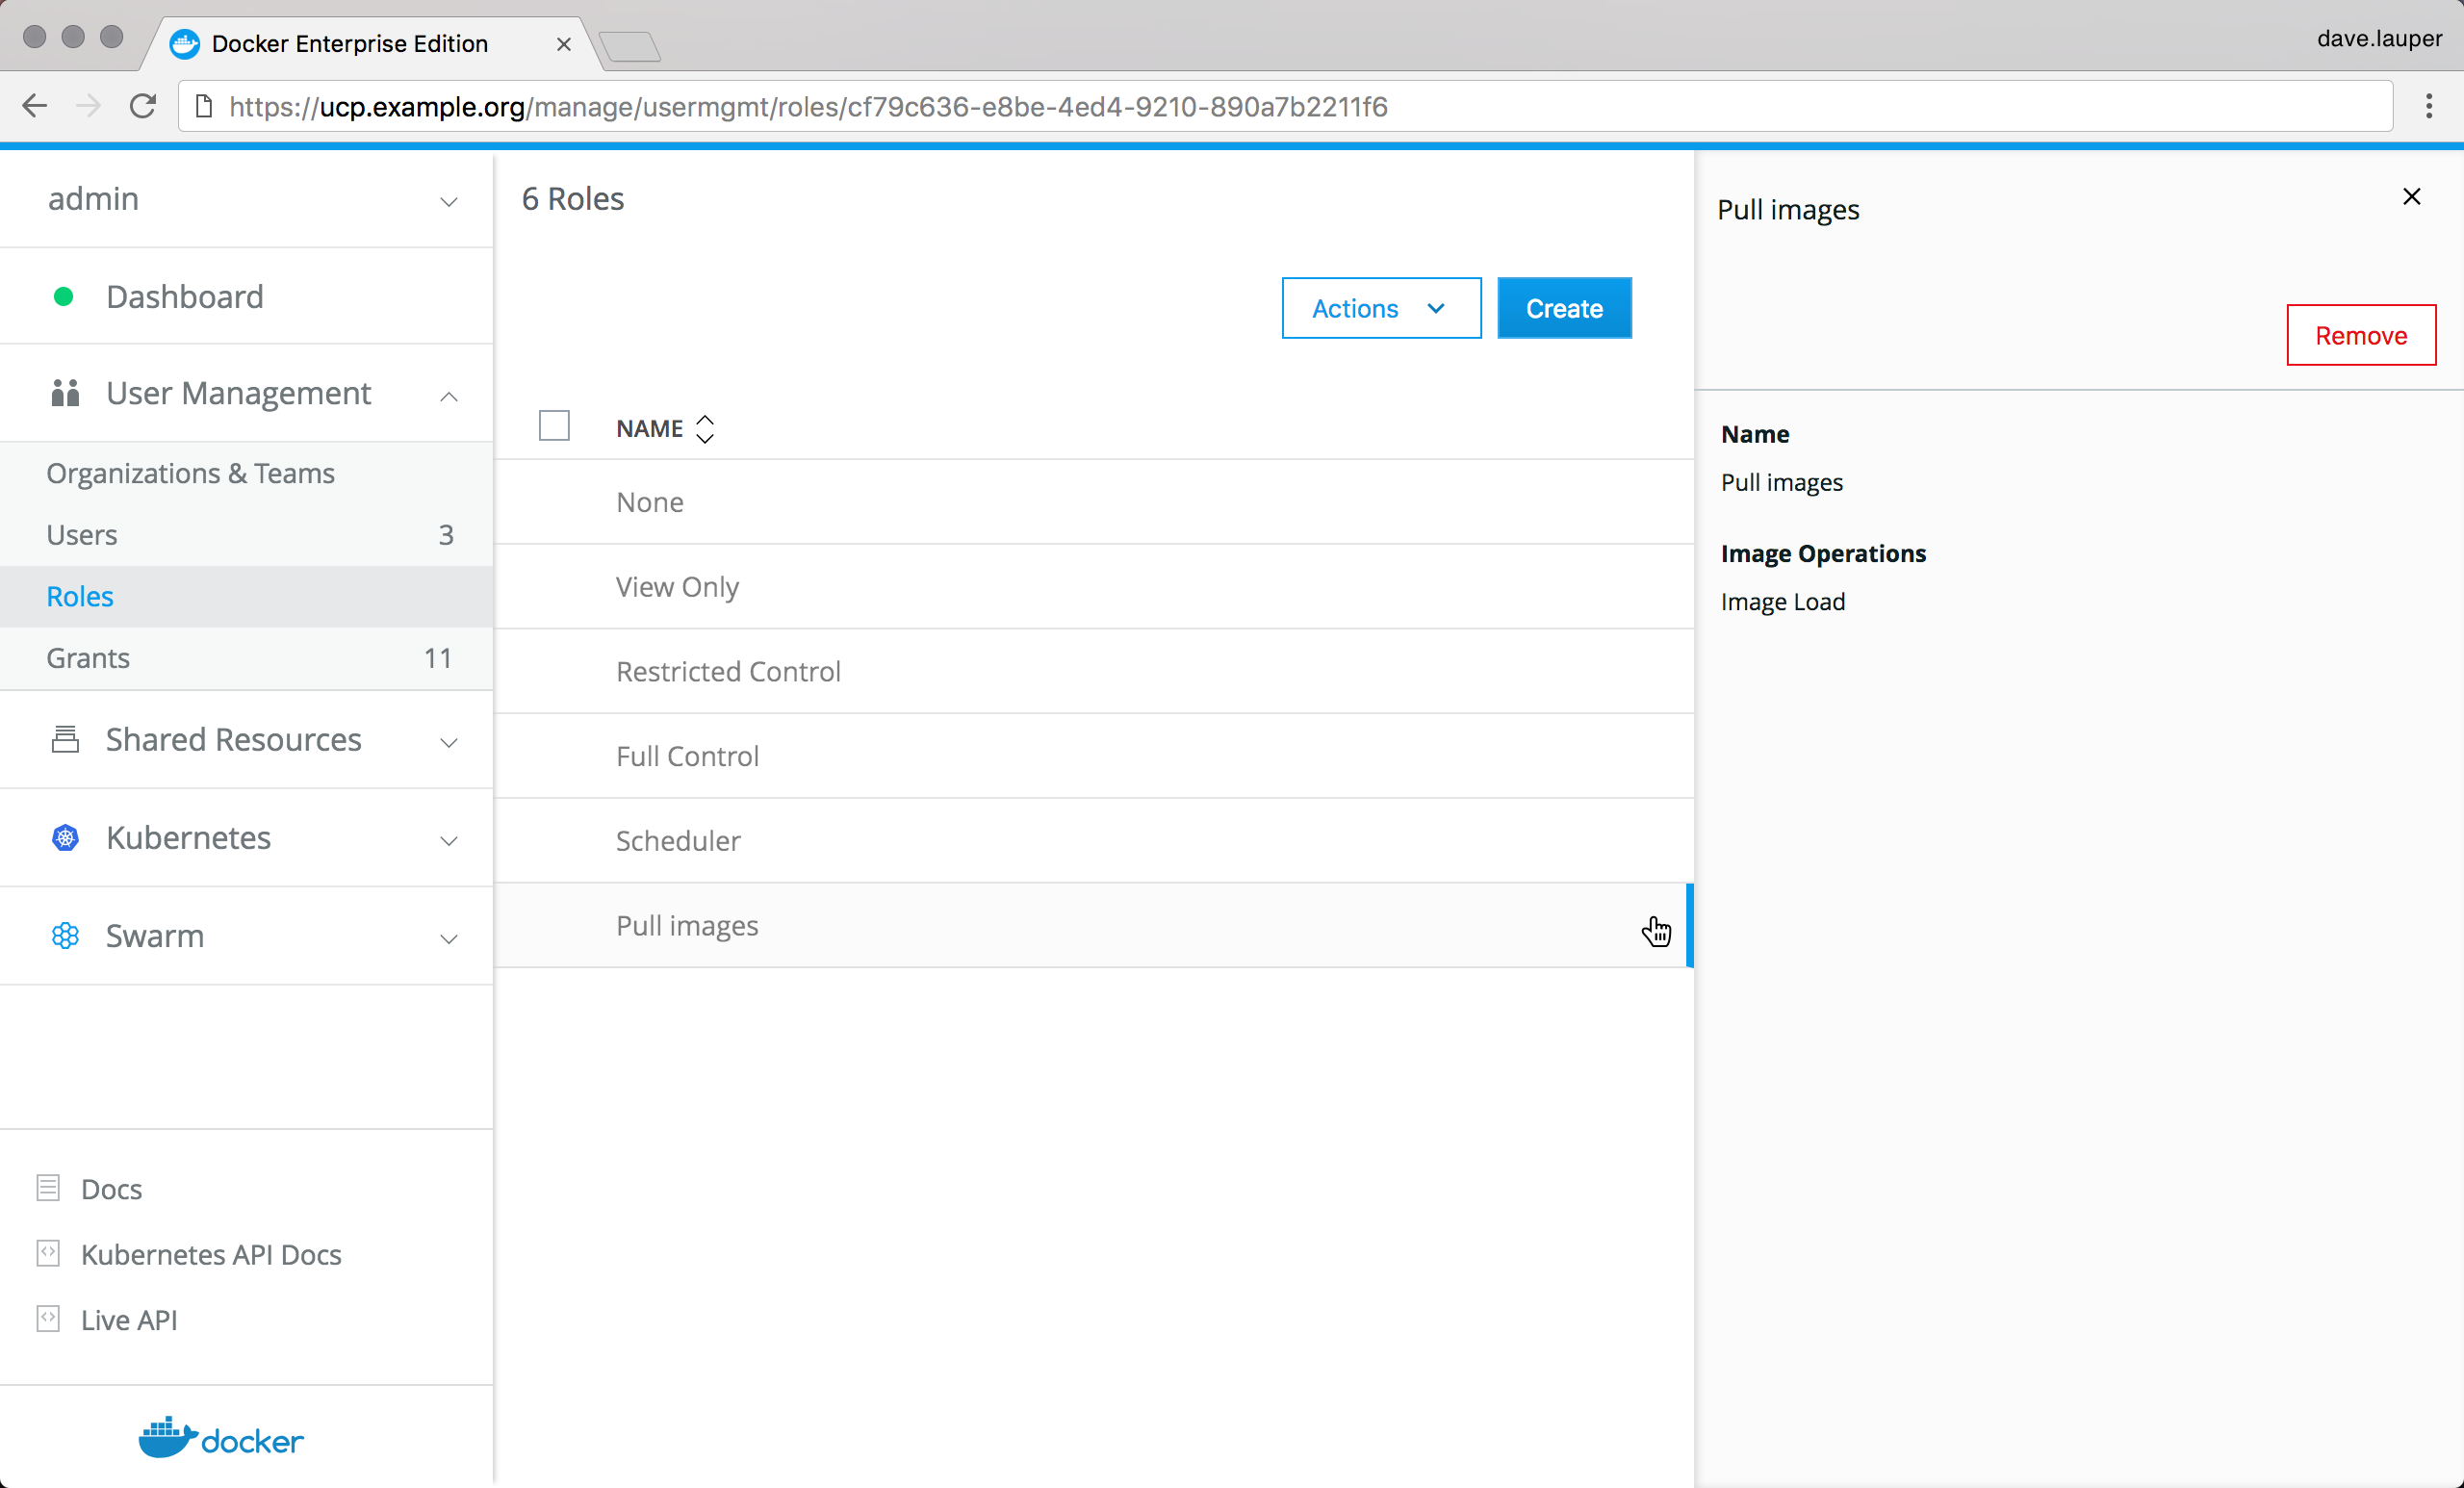 Docker Enterprise Edition
dave.lauper
https://ucp.example.org/manage/usermgmt/roles/cf79c636-e8be-4ed4-9210-890a7b2211f6
admin
Dashboard
User Management
Organizations & Teams
Users 3
Roles
Grants 11
Shared Resources
Kubernetes
Swarm
Docs
Kubernetes API Docs
Live API
docker
6 Roles
Actions
Create
NAME
None
View Only
Restricted Control
Full Control
Scheduler
Pull images
Pull images
Remove
Name
Pull images
Image Operations
Image Load